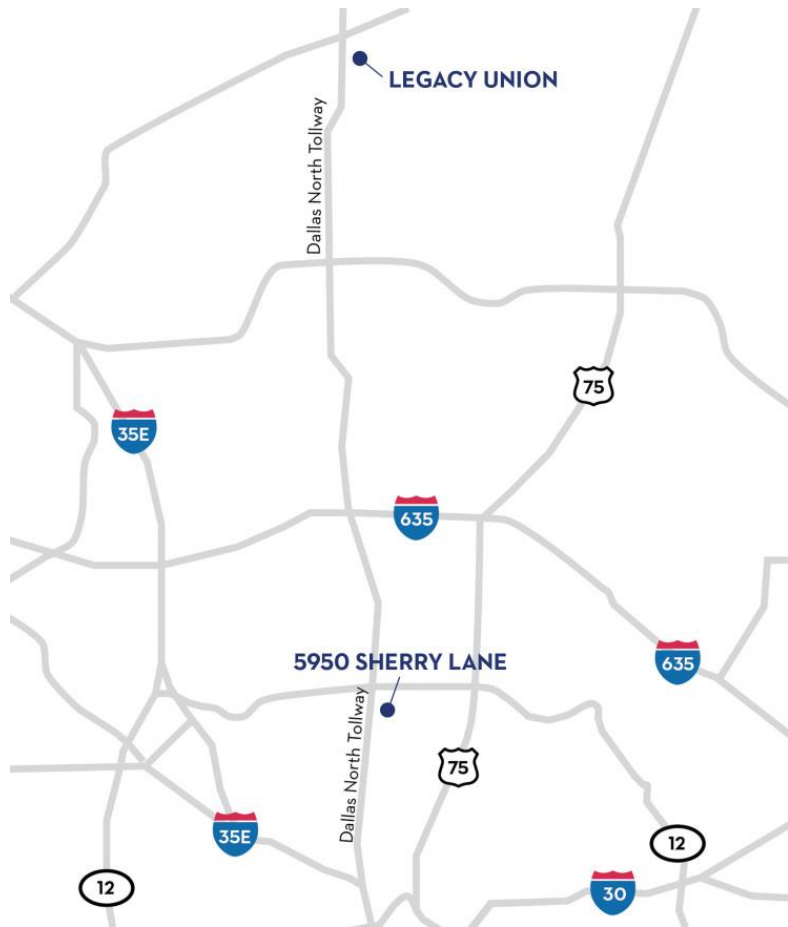 LEGACY UNION
Dallas North Tollway
75
35E
635
5950 SHERRY LANE
635
Dallas North Tollway
75
35E
12
12
30